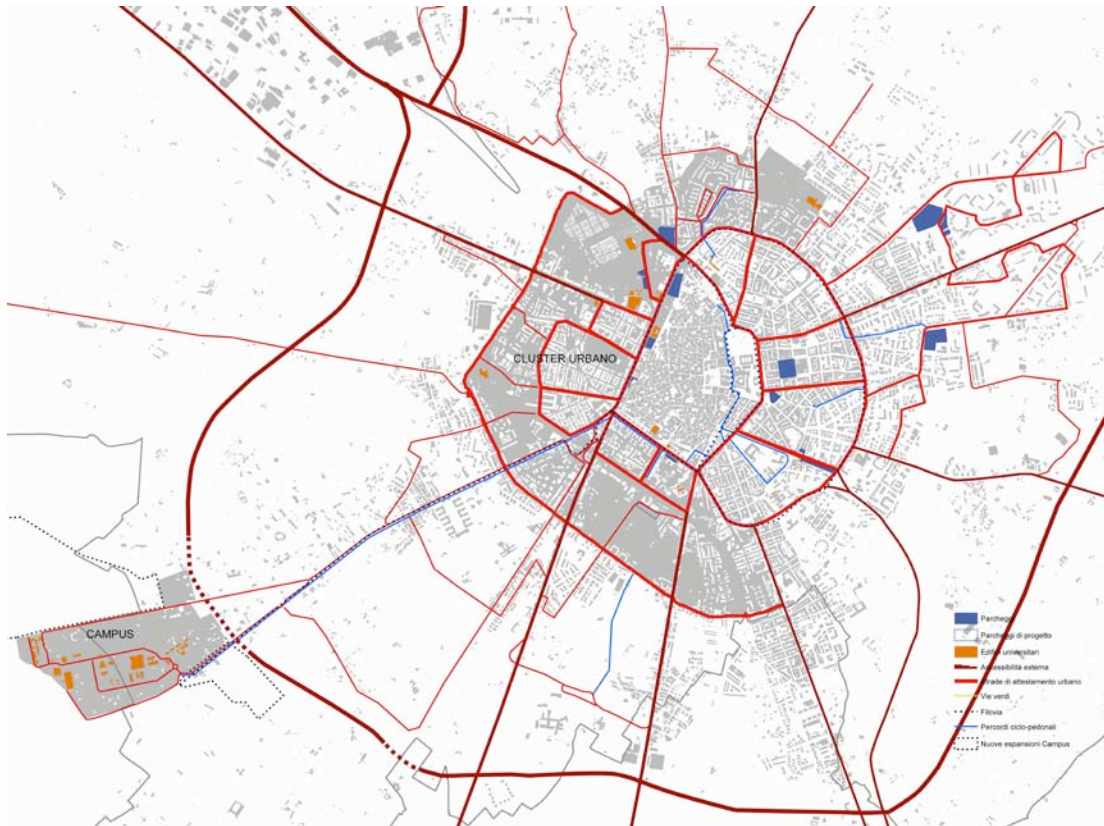 CLUSTER URBANO
CAMPUS
Parcheggi
Parcheggi di progetto
Edifici universitari
Accessibilità esterna
Strade di attestamento urbano
Vie verdi
Filovia
Percorsi ciclo-pedonali
Nuove espansioni Campus